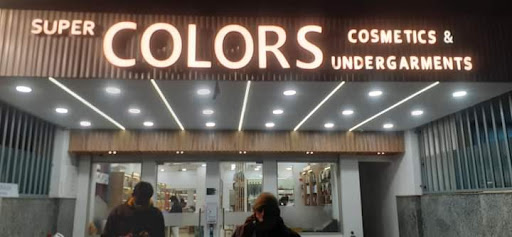 SUPER COLORS COSMETICS &
UNDERGARMENTS